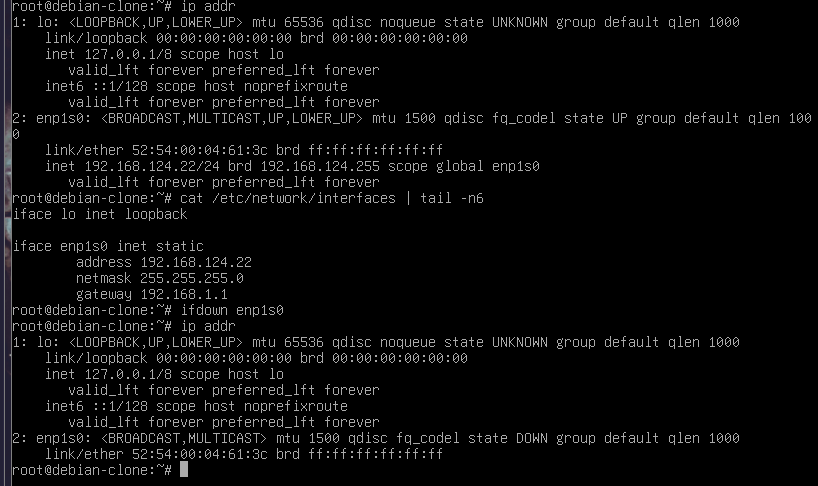 root@debian-clone:~# ip addr
1: lo: <LOOPBACK,UP,LOWER_UP> mtu 65536 qdisc noqueue state UNKNOWN group default qlen 1000
    link/loopback 00:00:00:00:00:00 brd 00:00:00:00:00:00
    inet 127.0.0.1/8 scope host lo
       valid_lft forever preferred_lft forever
    inet6 ::1/128 scope host noprefixroute
       valid_lft forever preferred_lft forever
2: enp1s0: <BROADCAST,MULTICAST,UP,LOWER_UP> mtu 1500 qdisc fq_codel state UP group default qlen 100
0
    link/ether 52:54:00:04:61:3c brd ff:ff:ff:ff:ff:ff
    inet 192.168.124.22/24 brd 192.168.124.255 scope global enp1s0
       valid_lft forever preferred_lft forever
root@debian-clone:~# cat /etc/network/interfaces | tail -n6
iface lo inet loopback

iface enp1s0 inet static
        address 192.168.124.22
        netmask 255.255.255.0
        gateway 192.168.1.1
root@debian-clone:~# ifdown enp1s0
root@debian-clone:~# ip addr
1: lo: <LOOPBACK,UP,LOWER_UP> mtu 65536 qdisc noqueue state UNKNOWN group default qlen 1000
    link/loopback 00:00:00:00:00:00 brd 00:00:00:00:00:00
    inet 127.0.0.1/8 scope host lo
       valid_lft forever preferred_lft forever
    inet6 ::1/128 scope host noprefixroute
       valid_lft forever preferred_lft forever
2: enp1s0: <BROADCAST,MULTICAST> mtu 1500 qdisc fq_codel state DOWN group default qlen 1000
    link/ether 52:54:00:04:61:3c brd ff:ff:ff:ff:ff:ff
root@debian-clone:~#